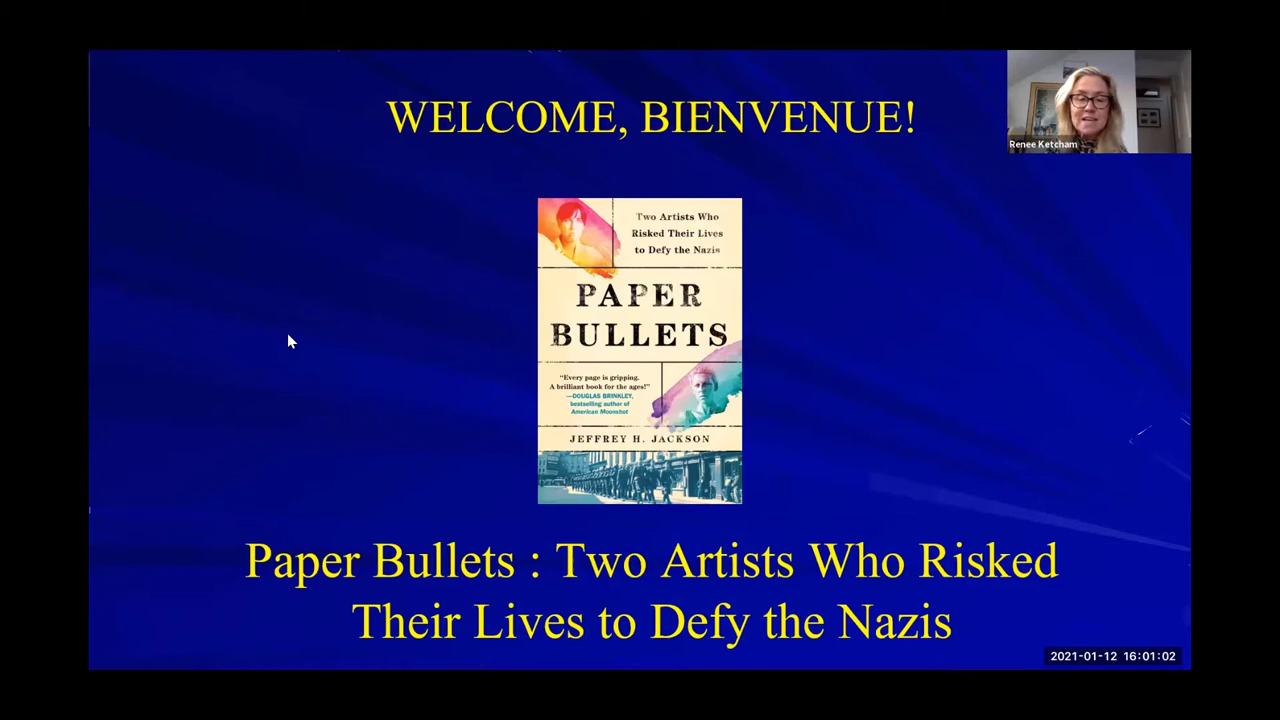 WELCOME, BIENVENUE!
Renee Ketcham
Two Artists Who
Risked Their Lives
to Defy the Nazis
PAPER
BULLETS
“Every page is gripping.
A brilliant book for the ages!”
—DOUGLAS BRINKLEY,
bestselling author of
American Moonshot
JEFFREY H. JACKSON
Paper Bullets : Two Artists Who Risked
Their Lives to Defy the Nazis
2021-01-12 16:01:02